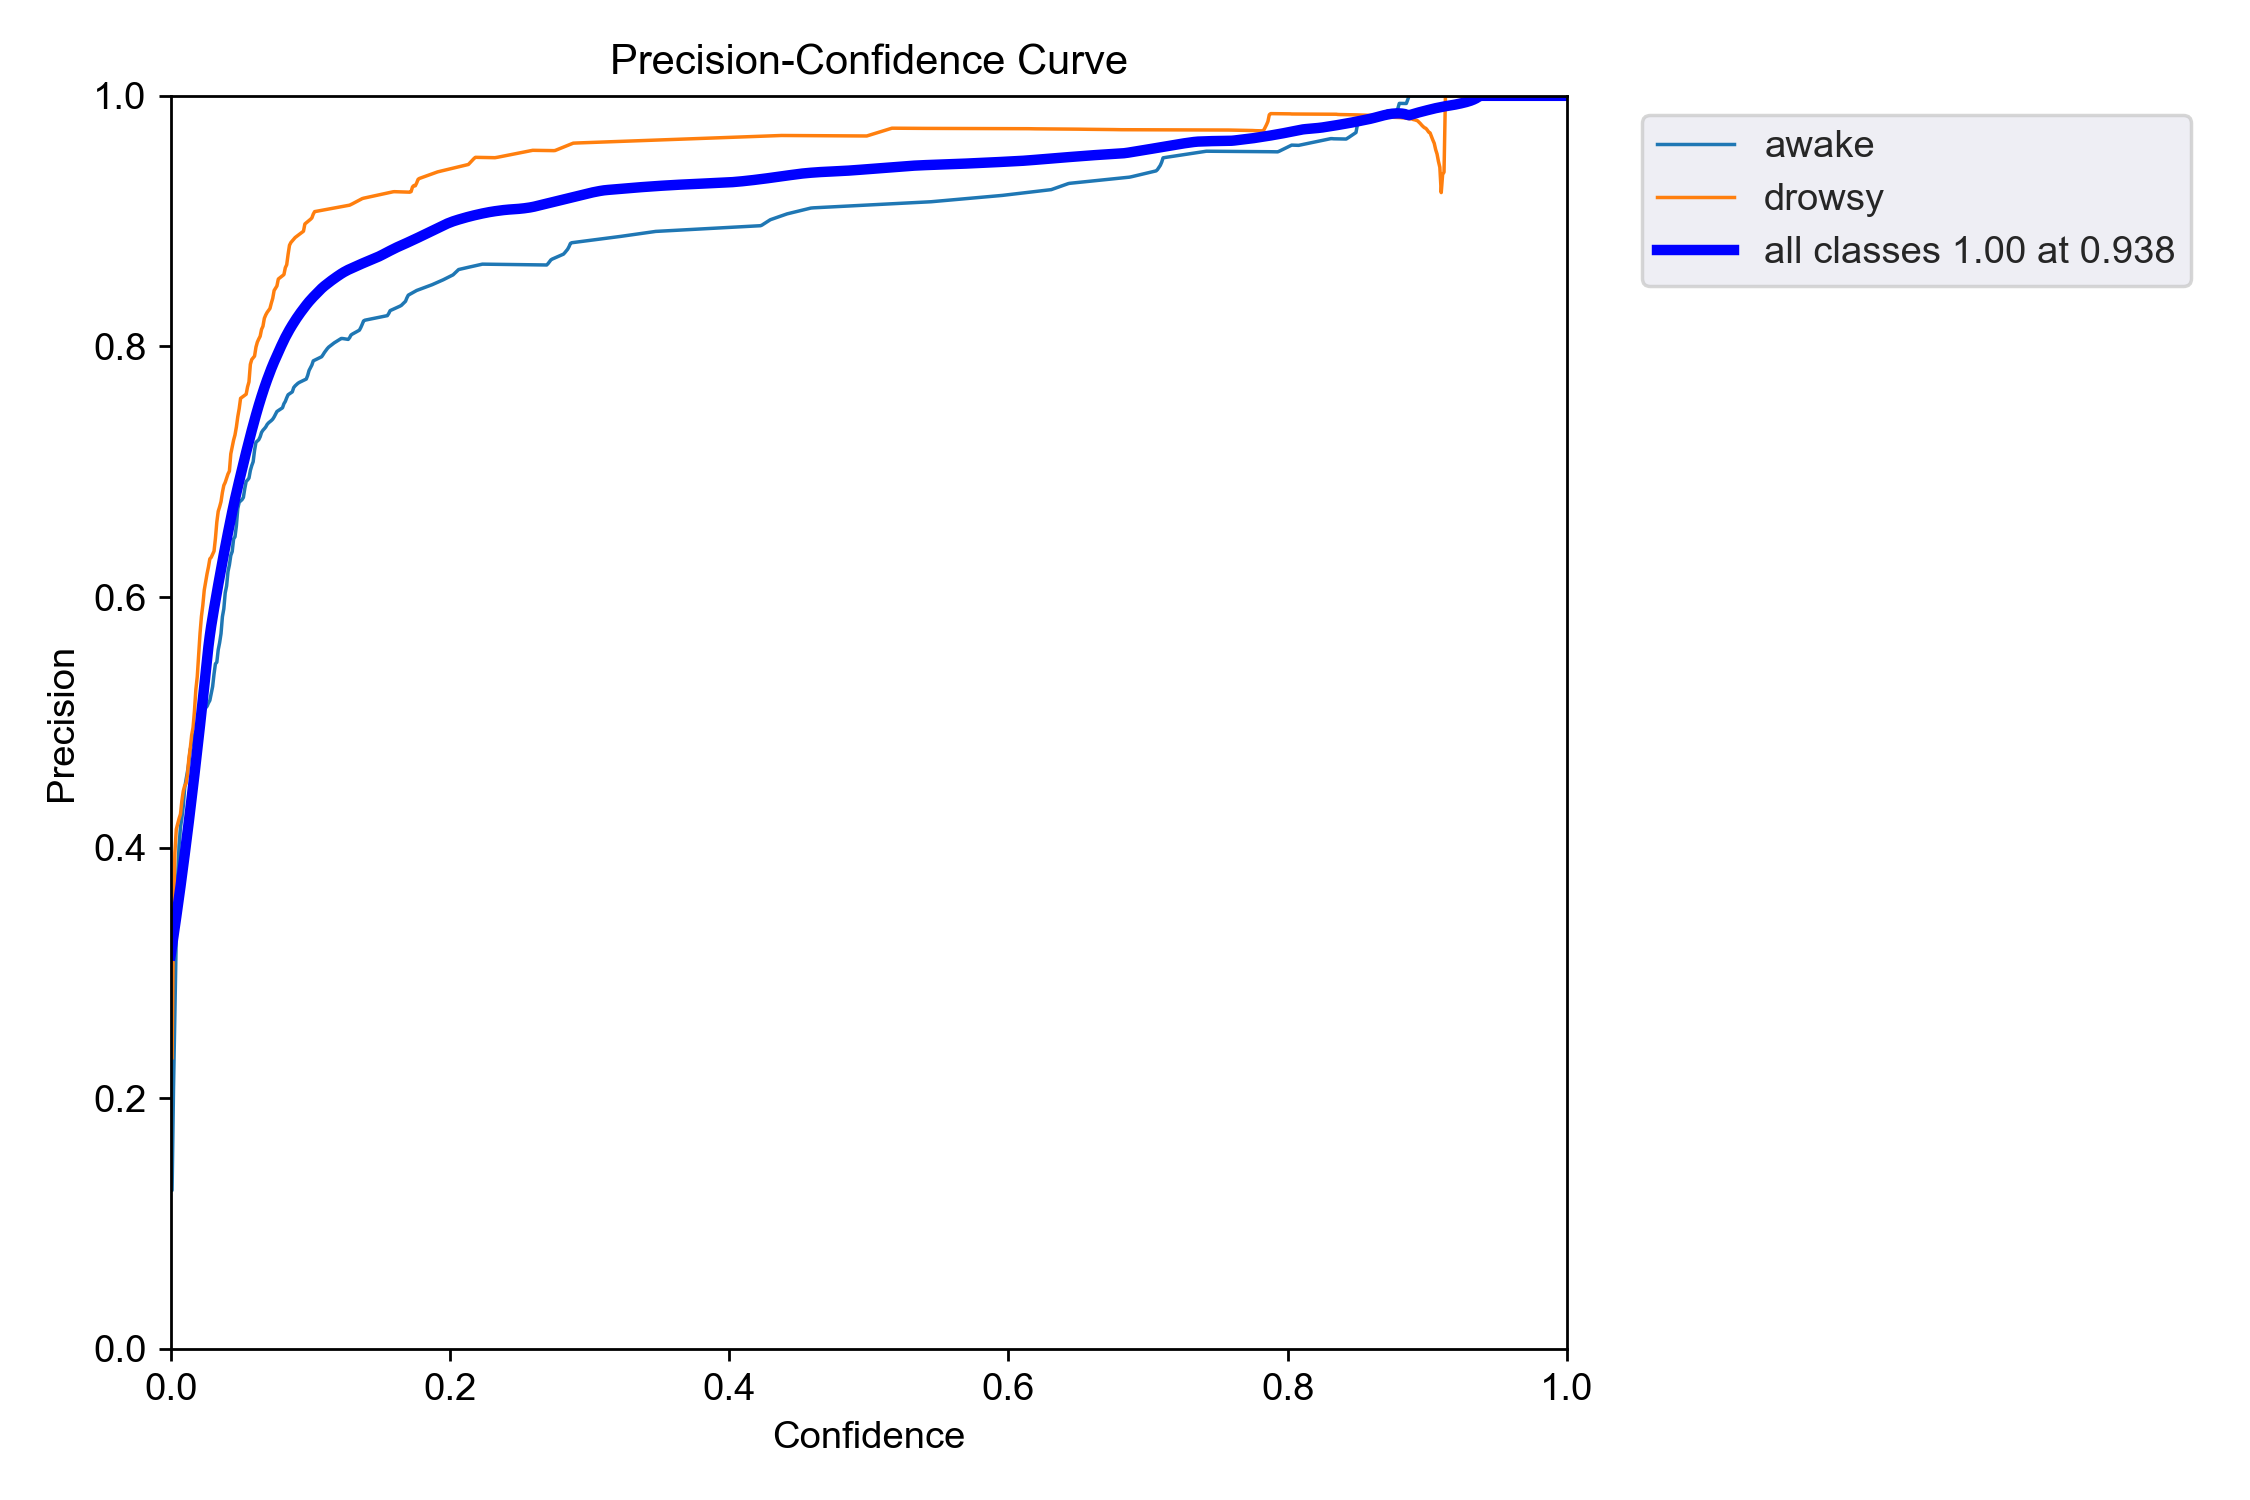 Precision-Confidence Curve
1.0
0.8
0.6
0.4
0.2
0.0
Precision
0.0 0.2 0.4 0.6 0.8 1.0
Confidence
awake
drowsy
all classes 1.00 at 0.938